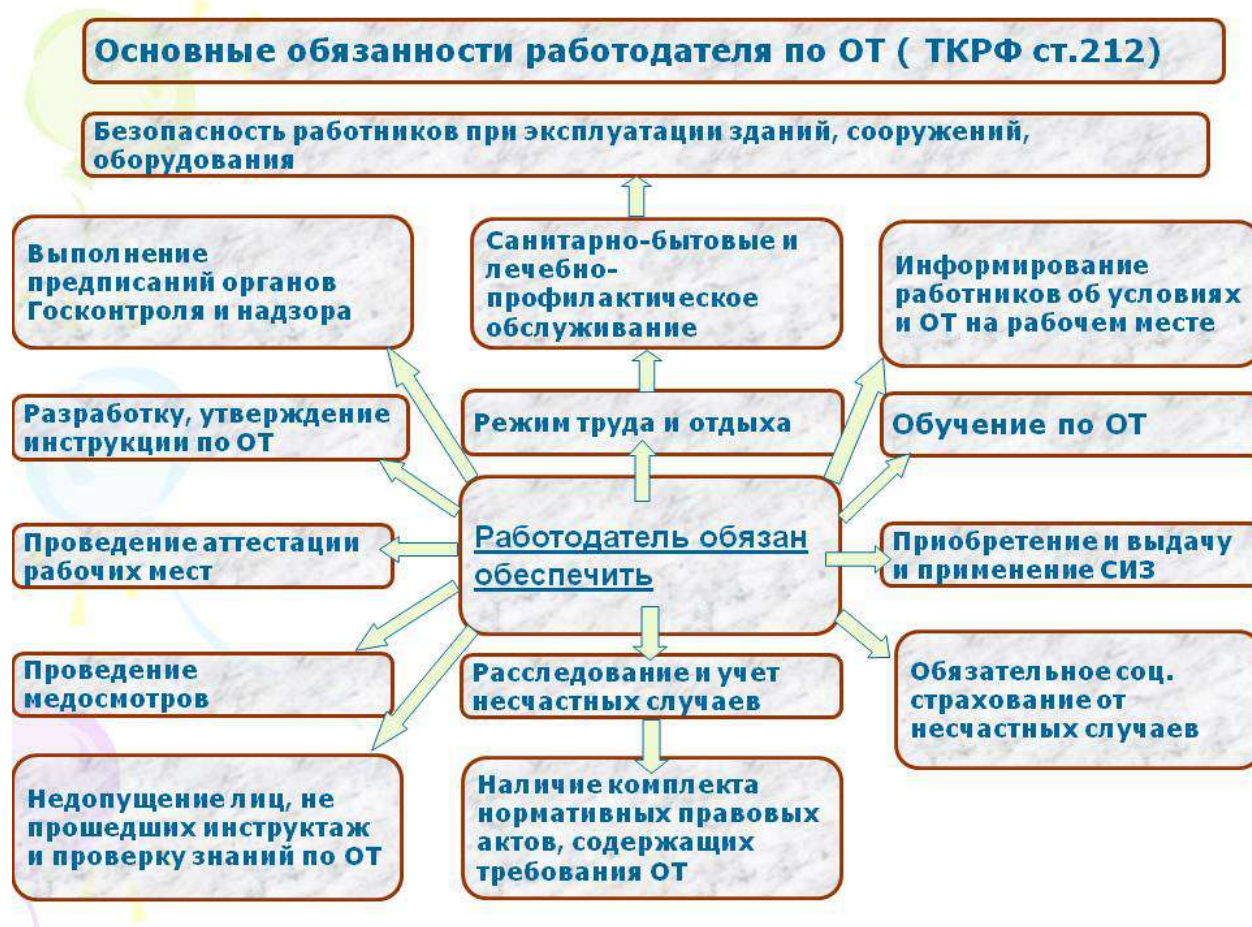 Основные обязанности работодателя по ОТ ( ТКРФ ст.212)
Безопасность работников при эксплуатации зданий, сооружений,
оборудования
Выполнение
предписаний органов
Госконтроля и надзора
Санитарно-бытовые и
лечебно-
профилактическое
обслуживание
Информирование
работников об условиях
и ОТ на рабочем месте
Разработку, утверждение
инструкции по ОТ
Режим труда и отдыха
Обучение по ОТ
Работодатель обязан
обеспечить
Проведение аттестации
рабочих мест
Приобретение и выдачу
и применение СИЗ
Проведение
медосмотров
Расследование и учет
несчастных случаев
Обязательное соц.
страхование от
несчастных случаев
Недопущение лиц, не
прошедших инструктаж
и проверку знаний по ОТ
Наличие комплекта
нормативных правовых
актов, содержащих
требования ОТ